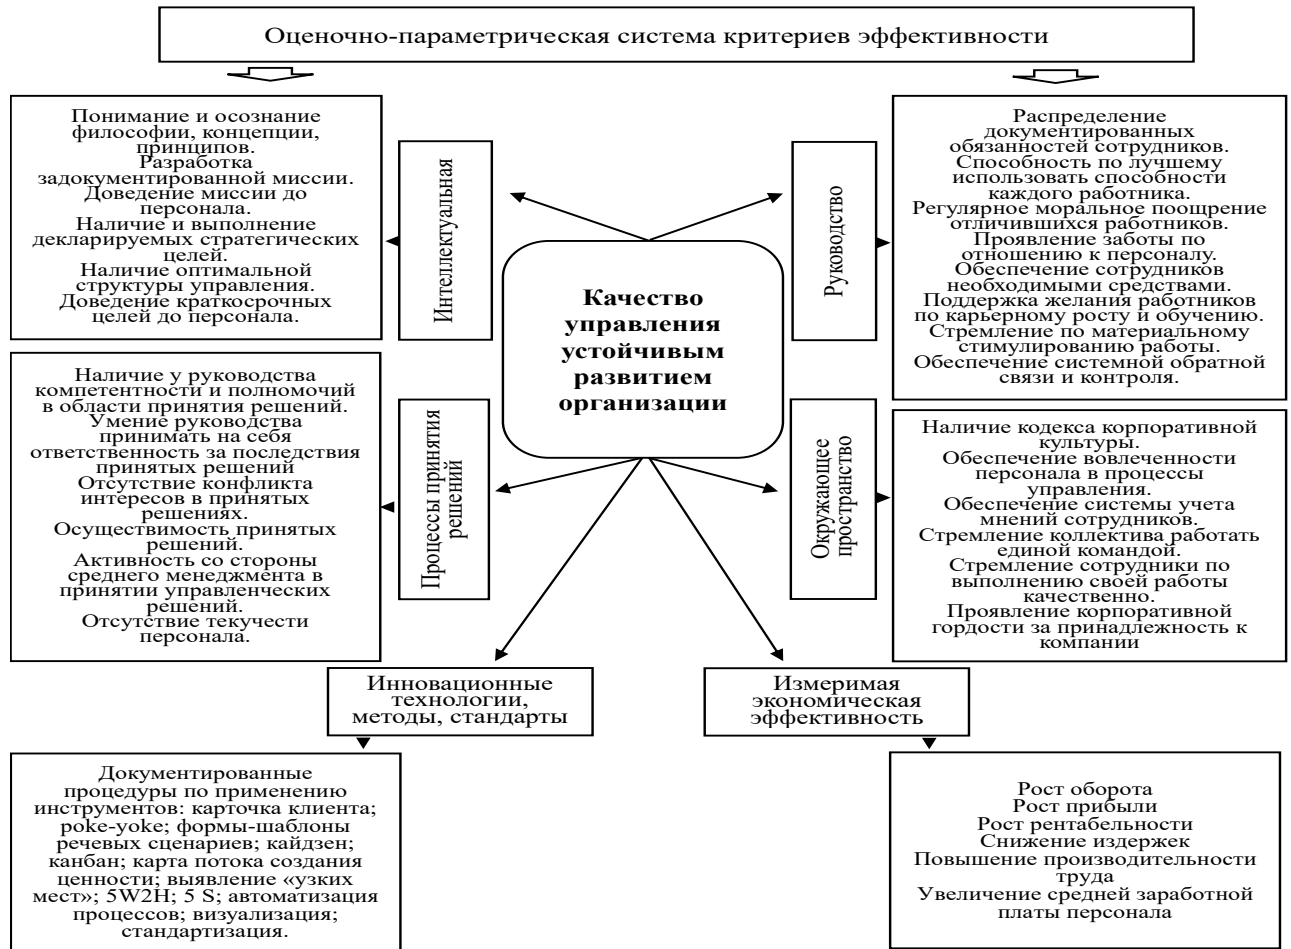 Оценочно-параметрическая система критериев эффективности
Понимание и осознание
философии, концепции,
принципов.
Разработка
задокументированной миссии.
Доведение миссии до
персонала.
Наличие и выполнение
декларируемых стратегических
целей.
Наличие оптимальной
структуры управления.
Доведение краткосрочных
целей до персонала.
Интеллектуальная
Руководство
Распределение
документированных
обязанностей сотрудников.
Способность по лучшему
использовать способности
каждого работника.
Регулярное моральное поощрение
отличившихся работников.
Проявление заботы по
отношению к персоналу.
Обеспечение сотрудников
необходимыми средствами.
Поддержка желания работников
по карьерному росту и обучению.
Стремление по материальному
стимулированию работы.
Обеспечение системной обратной
связи и контроля.
Качество
управления
устойчивым
развитием
организации
Наличие у руководства
компетентности и полномочий
в области принятия решений.
Умение руководства
принимать на себя
ответственность за последствия
принятых решений
Отсутствие конфликта
интересов в принятых
решениях.
Осуществимость принятых
решений.
Активность со стороны
среднего менеджмента в
принятии управленческих
решений.
Отсутствие текучести
персонала.
Процессы принятия
решений
Окружающее
пространство
Наличие кодекса корпоративной
культуры.
Обеспечение вовлеченности
персонала в процессы
управления.
Обеспечение системы учета
мнений сотрудников.
Стремление коллектива работать
единой командой.
Стремление сотрудники по
выполнению своей работы
качественно.
Проявление корпоративной
гордости за принадлежность к
компании
Инновационные
технологии,
методы, стандарты
Измеримая
экономическая
эффективность
Документированные
процедуры по применению
инструментов: карточка клиента;
poke-yoke; формы-шаблоны
речевых сценариев; кайдзен;
канбан; карта потока создания
ценности; выявление «узких
мест»; 5W2H; 5 S; автоматизация
процессов; визуализация;
стандартизация.
Рост оборота
Рост прибыли
Рост рентабельности
Снижение издержек
Повышение производительности
труда
Увеличение средней заработной
платы персонала